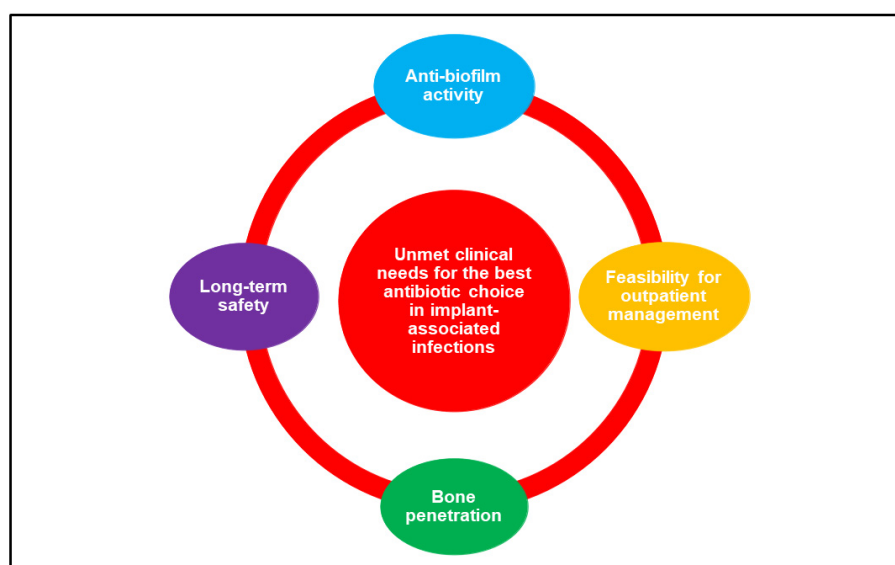 Anti-biofilm
activity
Unmet clinical
needs for the best
antibiotic choice
in implant-
associated
infections
Long-term
safety
Feasibility for
outpatient
management
Bone
penetration